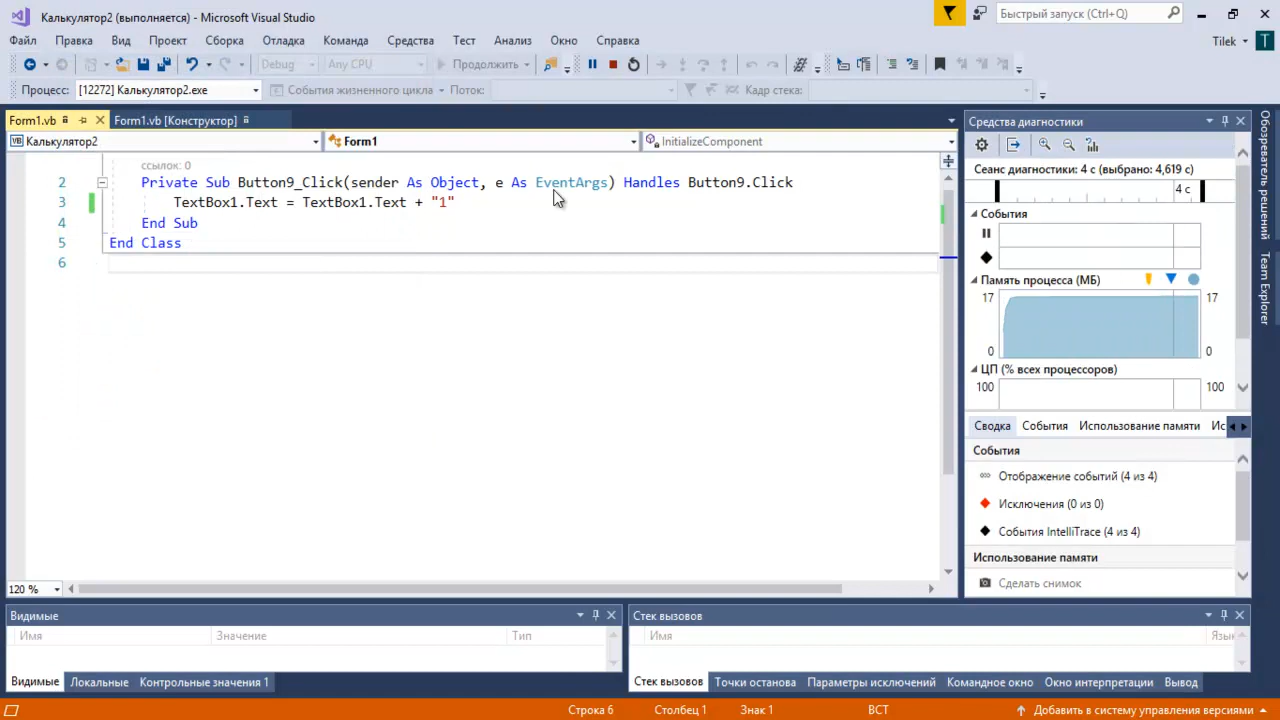 Калькулятор2 (выполняется) - Microsoft Visual Studio
Быстрый запуск (Ctrl+Q)
Файл Правка Вид Проект Сборка Отладка Команда Средства Тест Анализ Окно Справка
Tilek T
Debug Any CPU Продолжить
Процесс: [12272] Калькулятор2.exe События жизненного цикла Поток: Кадр стека:
Form1.vb Form1.vb [Конструктор]
VB Калькулятор2 Form1 InitializeComponent
ссылок: 0
2 Private Sub Button9_Click(sender As Object, e As EventArgs) Handles Button9.Click
3 TextBox1.Text = TextBox1.Text + "1"
4 End Sub
5 End Class
6
120 %
Средства диагностики
Сеанс диагностики: 4 с (выбрано: 4,619 с)
4 с
События
Память процесса (МБ)
17 17
0 0
ЦП (% всех процессоров)
100 100
Сводка События Использование памяти Ис
События
Отображение событий (4 из 4)
Исключения (0 из 0)
События IntelliTrace (4 из 4)
Использование памяти
Сделать снимок
Обозреватель решений
Team Explorer
Видимые
Имя Значение Тип
Видимые Локальные Контрольные значения 1
Стек вызовов
Имя Язы
Стек вызовов Точки останова Параметры исключений Командное окно Окно интерпретации Вывод
Строка 6 Столбец 1 Знак 1 ВСТ Добавить в систему управления версиями